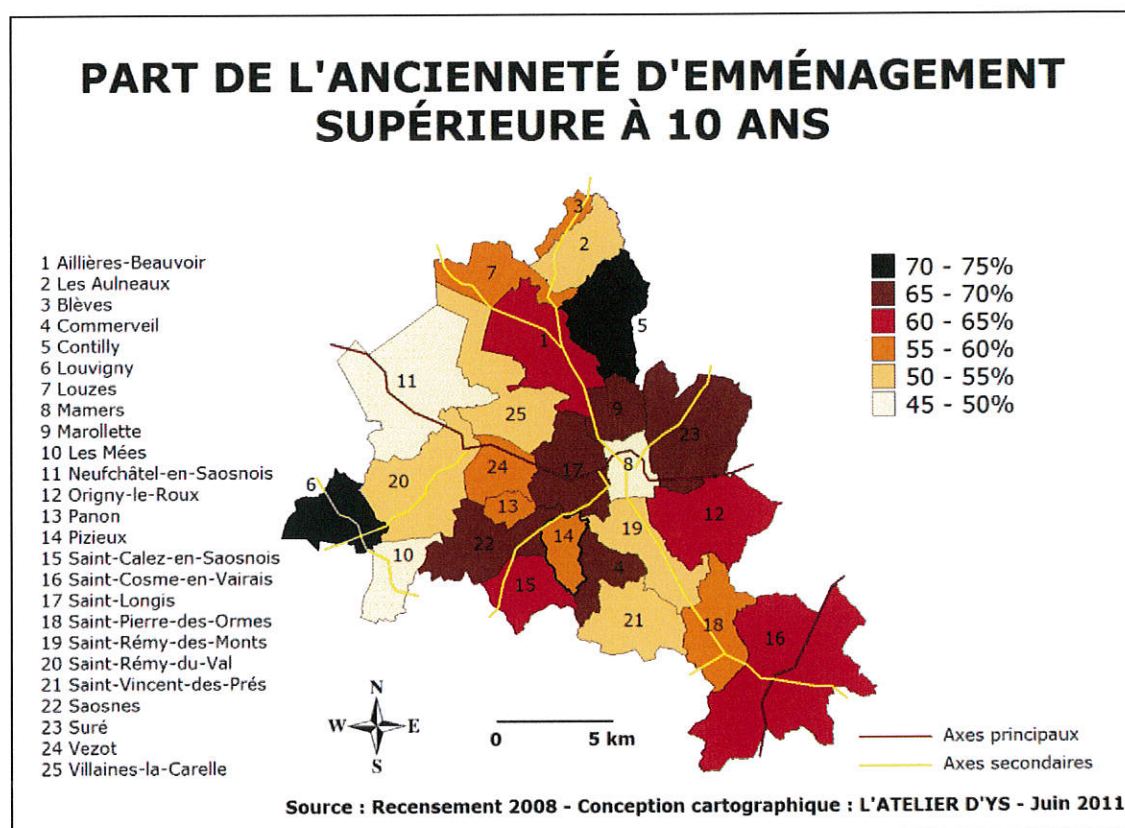 PART DE L'ANCIENNETÉ D'EMMÉNAGEMENT
SUPÉRIEURE À 10 ANS
1 Aillières-Beauvoir
2 Les Aulneaux
3 Blèves
4 Commerveil
5 Contilly
6 Louvigny
7 Louzes
8 Mamers
9 Marollette
10 Les Mées
11 Neufchâtel-en-Saosnois
12 Origny-le-Roux
13 Panon
14 Pizieux
15 Saint-Calez-en-Saosnois
16 Saint-Cosme-en-Vairais
17 Saint-Longis
18 Saint-Pierre-des-Ormes
19 Saint-Rémy-des-Monts
20 Saint-Rémy-du-Val
21 Saint-Vincent-des-Prés
22 Saosnes
23 Suré
24 Vezot
25 Villaines-la-Carelle
3
2
7
5
1
11
25
9
23
8
17
24
20
6
13
12
19
14
10
22
4
15
21
18
16
70 - 75%
65 - 70%
60 - 65%
55 - 60%
50 - 55%
45 - 50%
N
W E
S
0 5 km
Axes principaux
Axes secondaires
Source : Recensement 2008 - Conception cartographique : L'ATELIER D'YS - Juin 2011